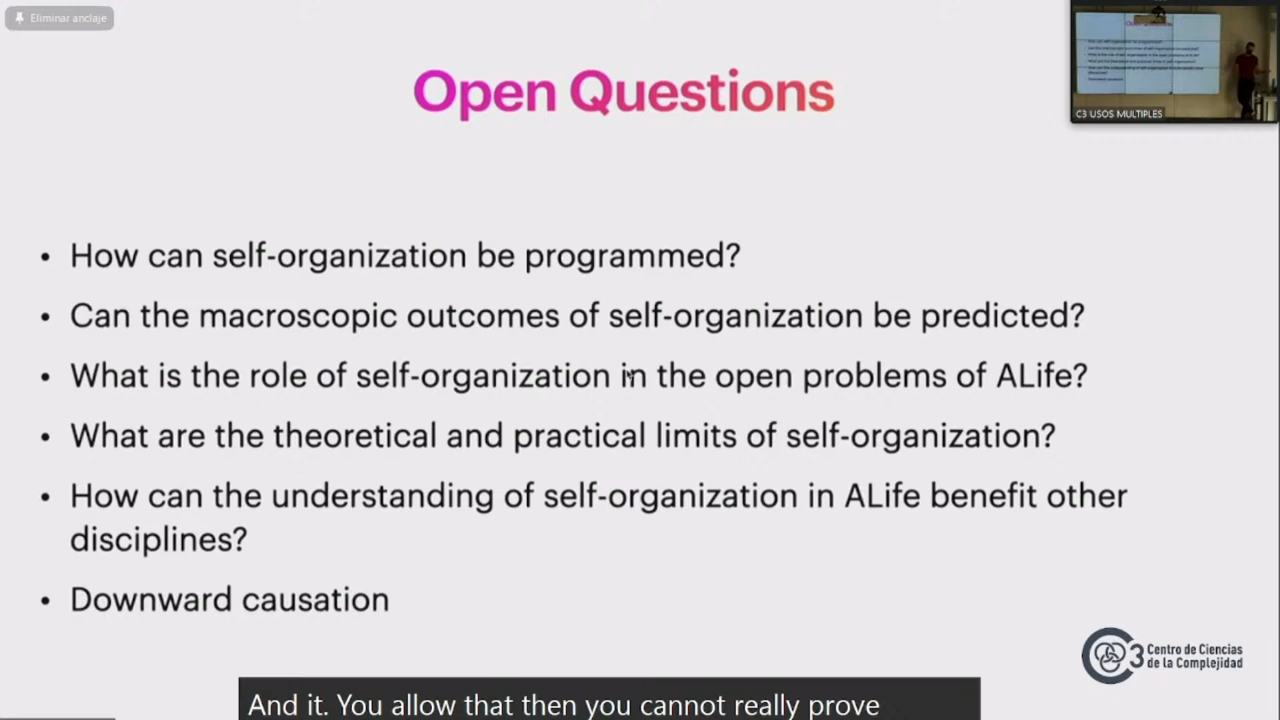 Eliminar anclaje
Open Questions
C3 USOS MULTIPLES
• How can self-organization be programmed?
• Can the macroscopic outcomes of self-organization be predicted?
• What is the role of self-organization in the open problems of ALife?
• What are the theoretical and practical limits of self-organization?
• How can the understanding of self-organization in ALife benefit other
disciplines?
• Downward causation
3 Centro de Ciencias
de la Complejidad
And it. You allow that then you cannot really prove